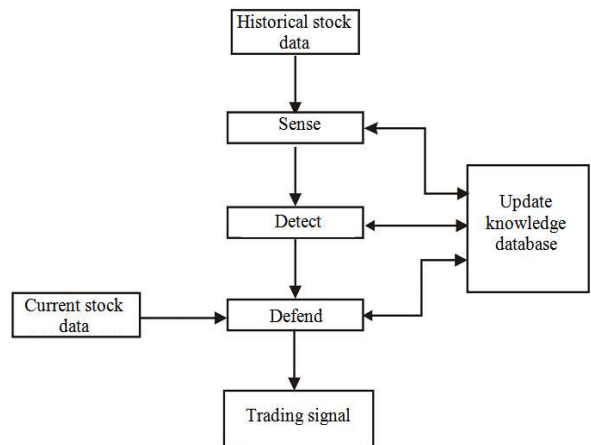 Historical stock
data
Sense
Update
knowledge
database
Detect
Current stock
data
Defend
Trading signal